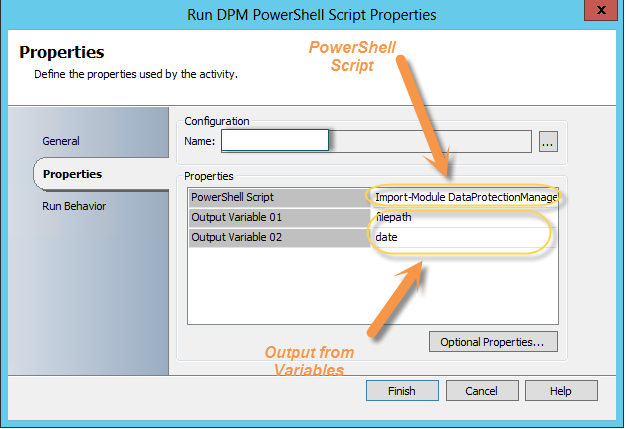 Run DPM PowerShell Script Properties
x
Properties
Define the properties used by the activity.
PowerShell
Script
General
Properties
Run Behavior
Configuration
Name:
...
Properties
PowerShell Script Import-Module DataProtectionManage
Output Variable 01 filepath
Output Variable 02 date
Optional Properties...
Output from
Variables
Finish Cancel Help